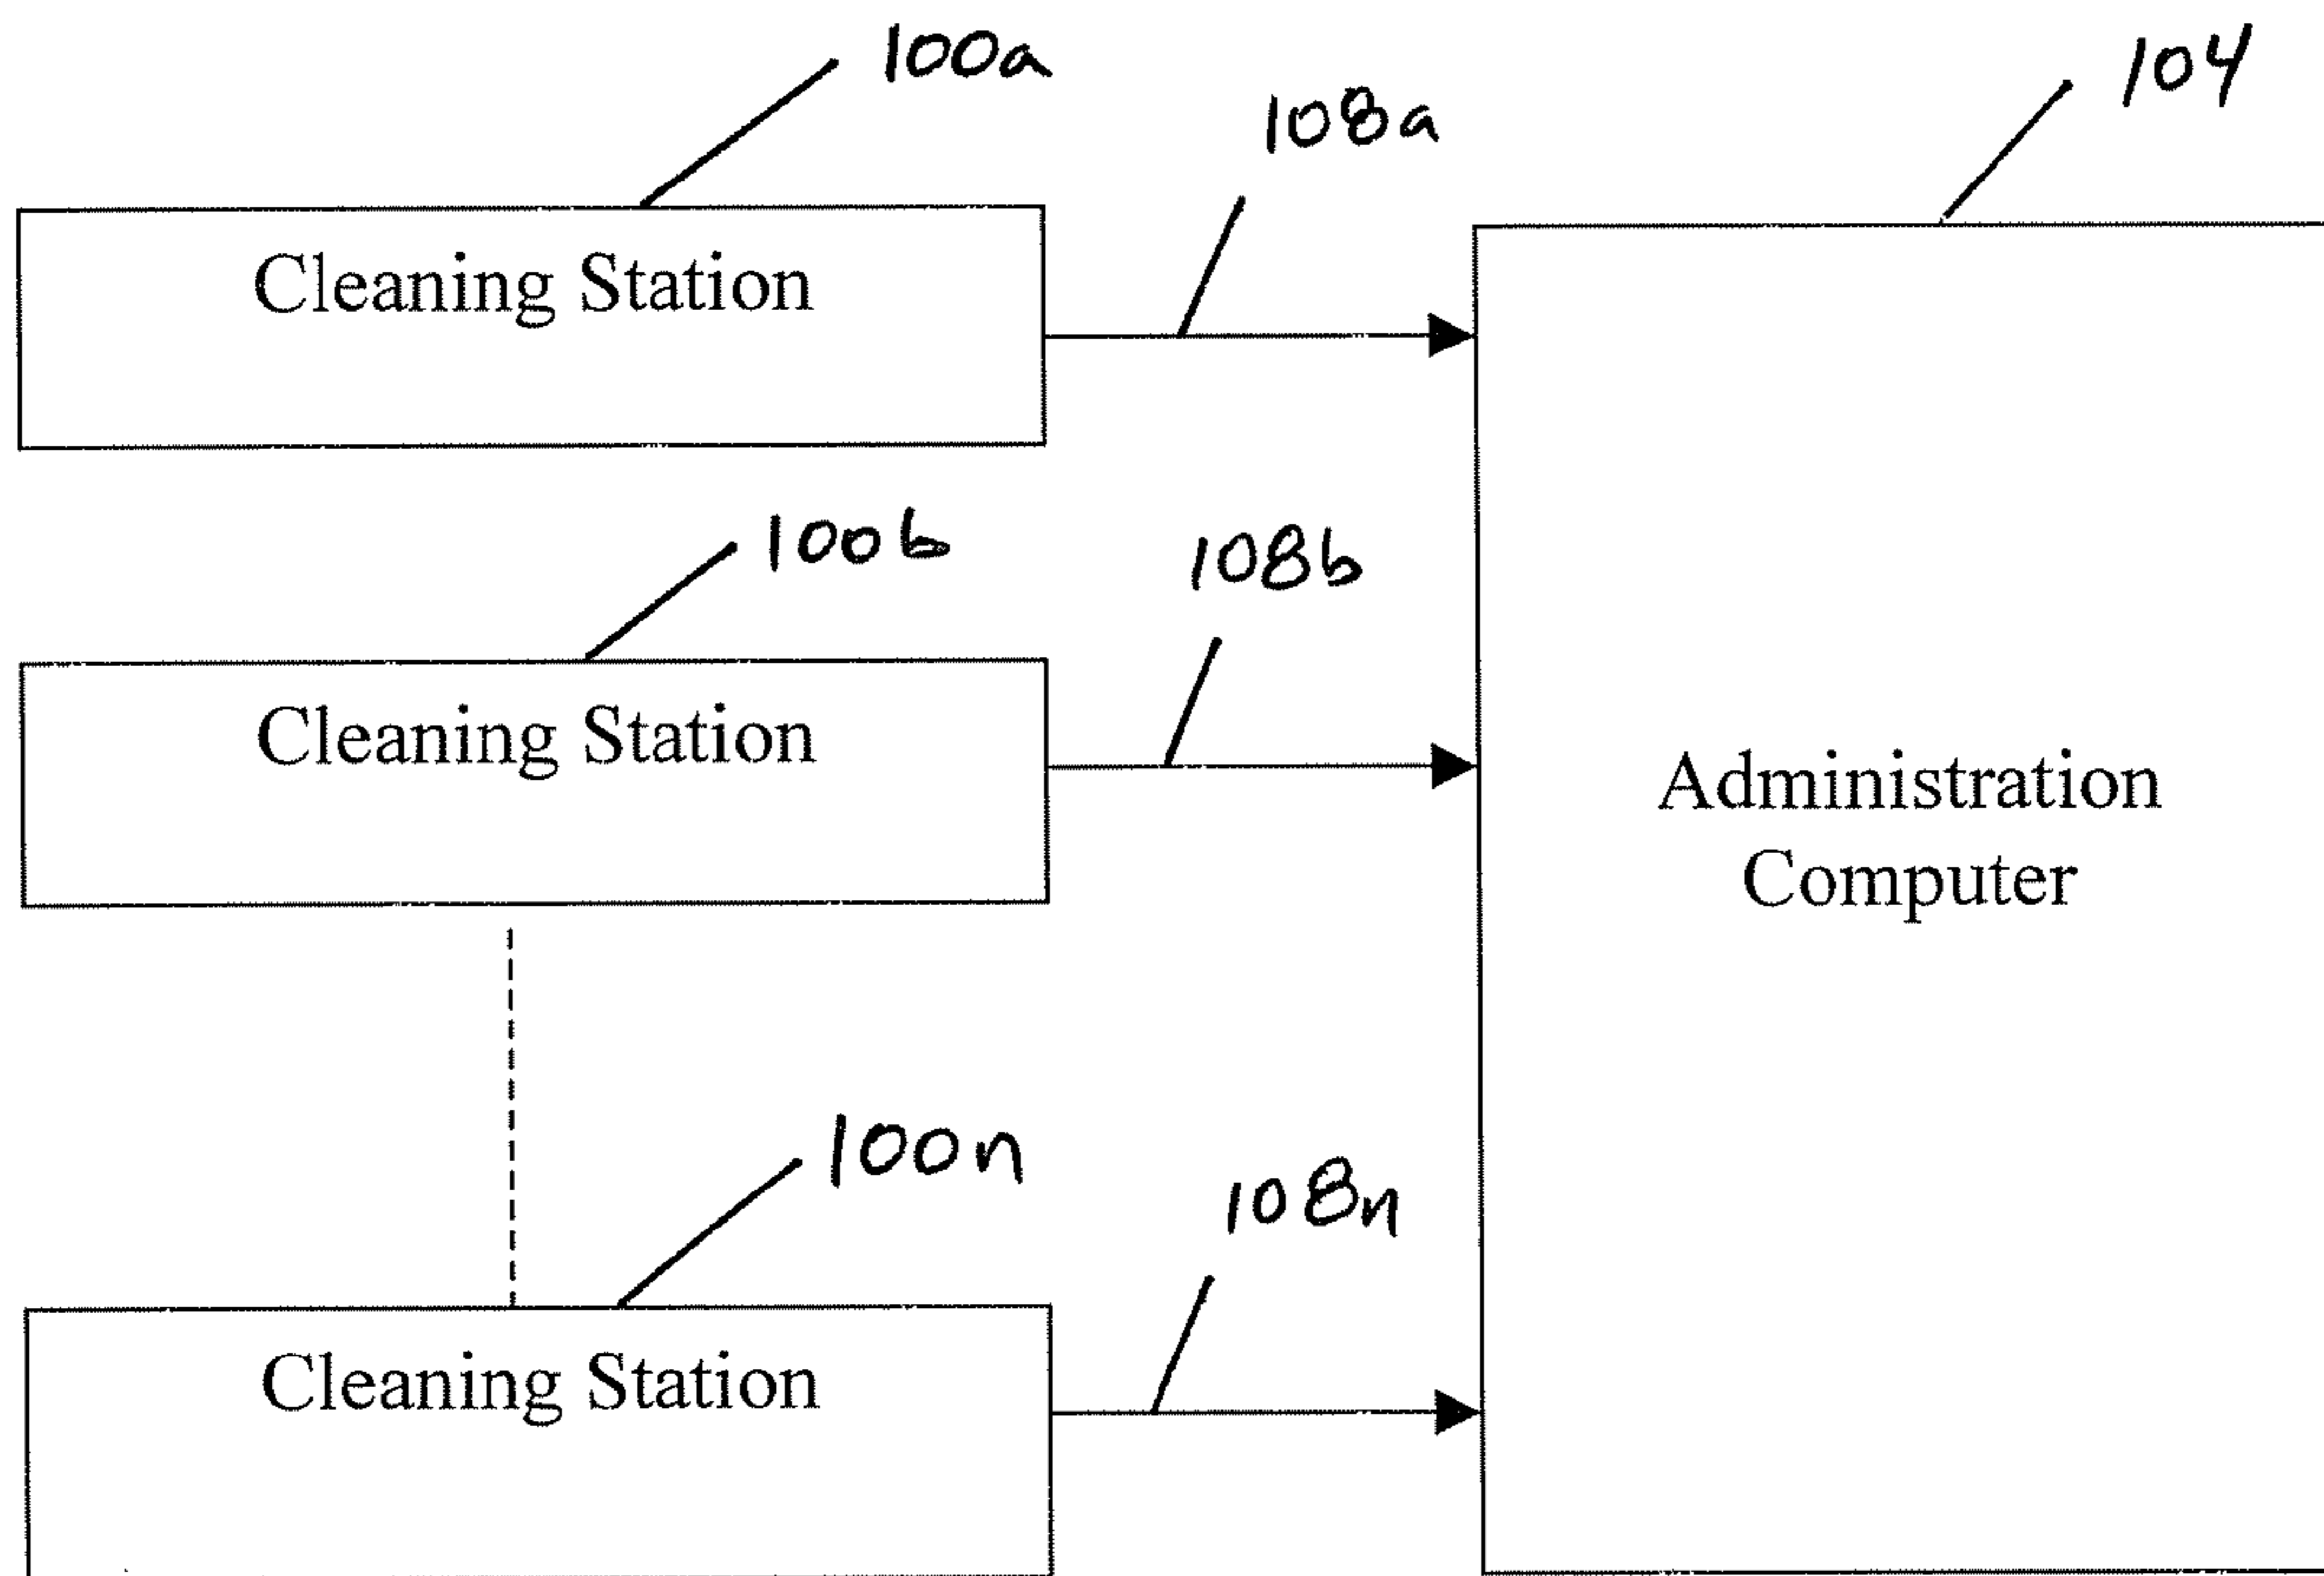 100a
108a
104
Cleaning Station
100b
108b
Cleaning Station
Administration
Computer
100n
108n
Cleaning Station